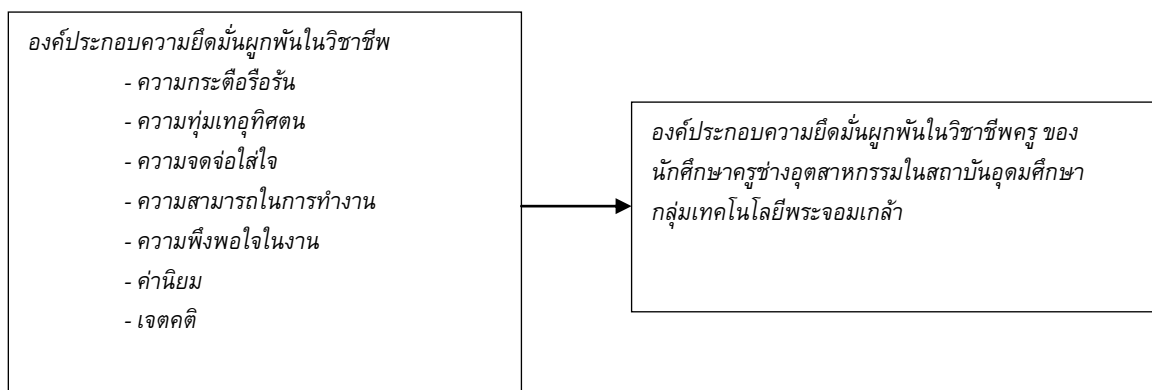 องค์ประกอบความยึดมั่นผูกพันในวิชาชีพ
- ความกระตือรือร้น
- ความทุ่มเทอุทิศตน
- ความจดจ่อใส่ใจ
- ความสามารถในการทำงาน
- ความพึงพอใจในงาน
- ค่านิยม
- เจตคติ
องค์ประกอบความยึดมั่นผูกพันในวิชาชีพครู ของ
นักศึกษาครูช่างอุตสาหกรรมในสถาบันอุดมศึกษา
กลุ่มเทคโนโลยีพระจอมเกล้า